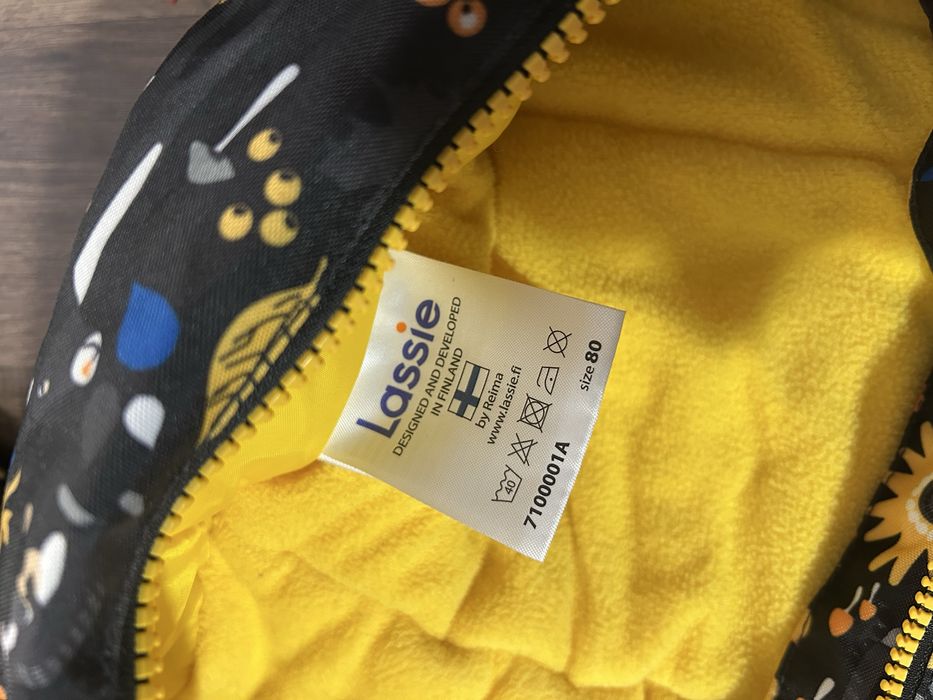 Lassie
DESIGNED AND DEVELOPED
IN FINLAND
by Reima
www.lassie.fi
40
7100001A
size 80